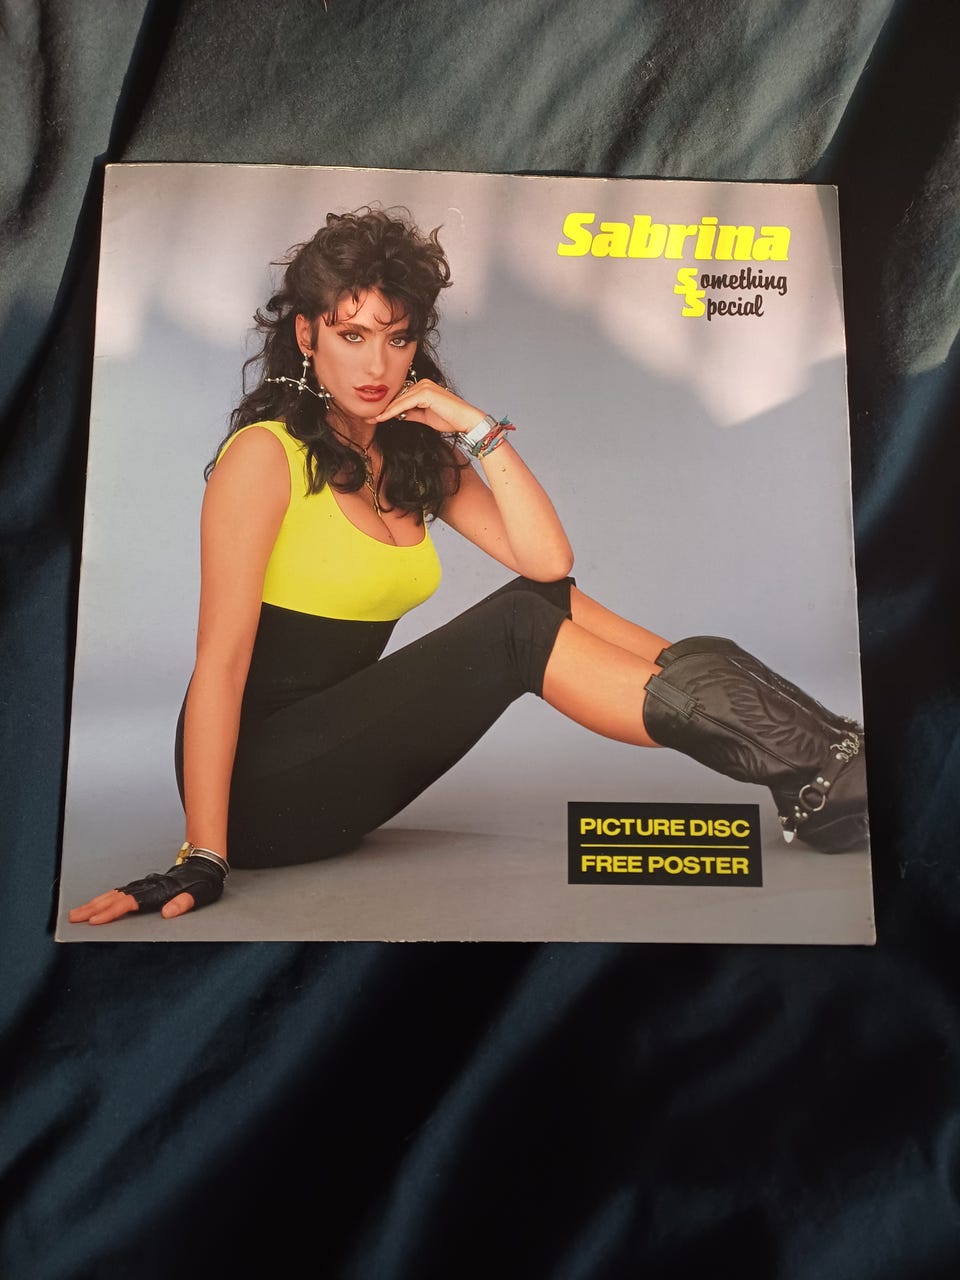 Sabrina
Something
Special
PICTURE DISC
FREE POSTER